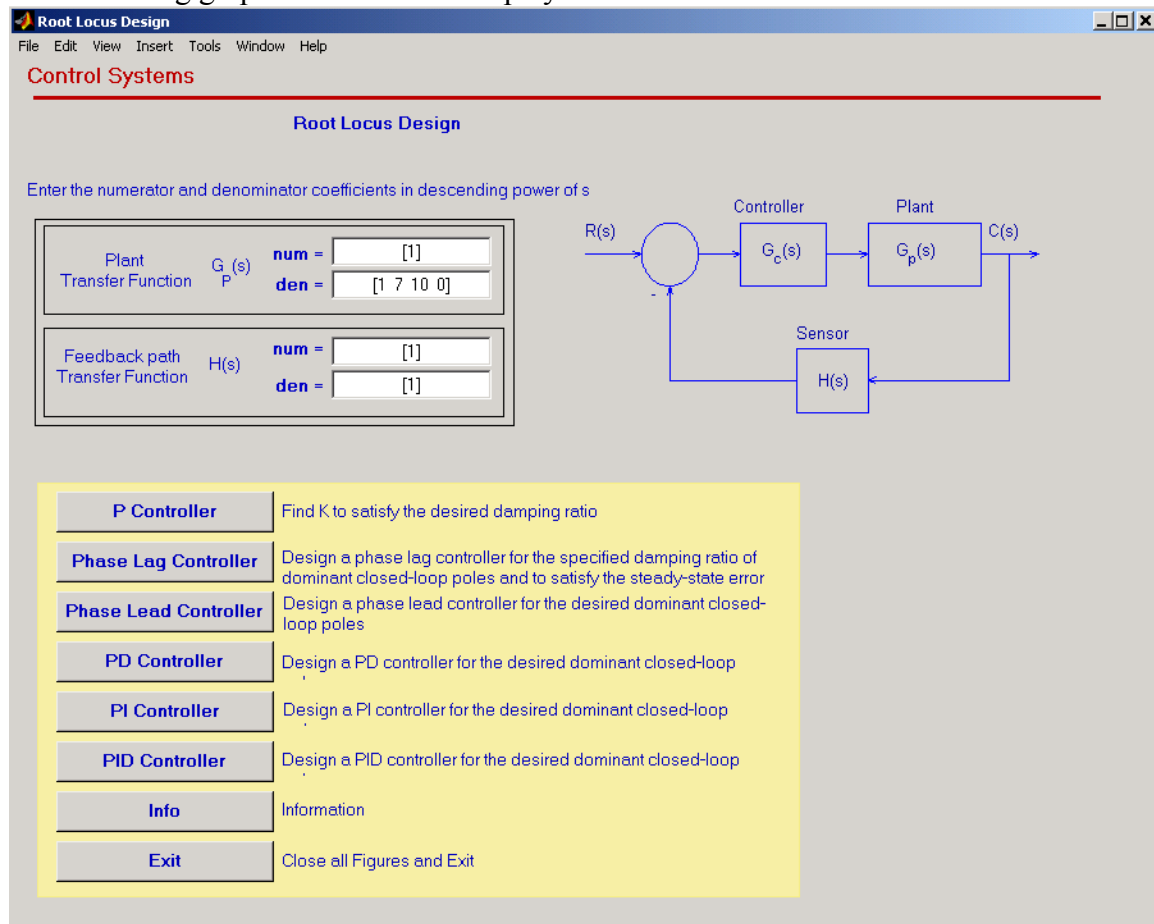 Root Locus Design
File Edit View Insert Tools Window Help
Control Systems
Root Locus Design
Enter the numerator and denominator coefficients in descending power of s
Plant
Transfer Function
G_P(s)
num = [1]
den = [1 7 10 0]
Feedback path
Transfer Function
H(s)
num = [1]
den = [1]
Controller
Plant
R(s)
G_c(s)
G_p(s)
C(s)
-
Sensor
H(s)
P Controller
Find K to satisfy the desired damping ratio
Phase Lag Controller
Design a phase lag controller for the specified damping ratio of
dominant closed-loop poles and to satisfy the steady-state error
Phase Lead Controller
Design a phase lead controller for the desired dominant closed-
loop poles
PD Controller
Design a PD controller for the desired dominant closed-loop
PI Controller
Design a PI controller for the desired dominant closed-loop
PID Controller
Design a PID controller for the desired dominant closed-loop
Info
Information
Exit
Close all Figures and Exit